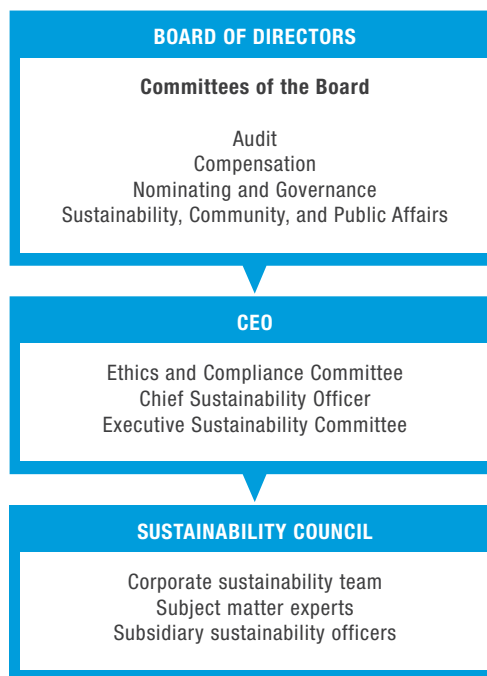 BOARD OF DIRECTORS
Committees of the Board
Audit
Compensation
Nominating and Governance
Sustainability, Community, and Public Affairs
CEO
Ethics and Compliance Committee
Chief Sustainability Officer
Executive Sustainability Committee
SUSTAINABILITY COUNCIL
Corporate sustainability team
Subject matter experts
Subsidiary sustainability officers